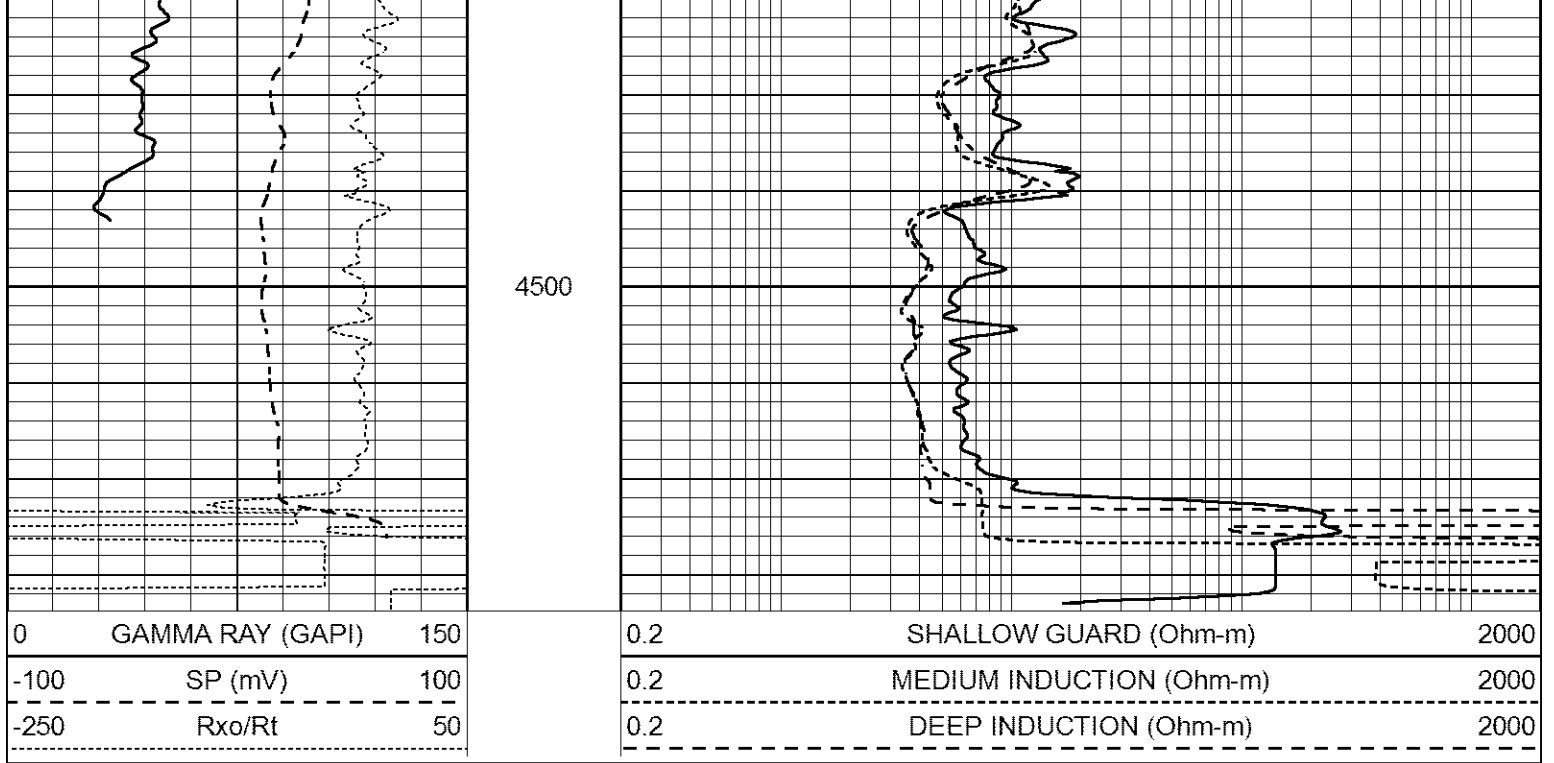 4500
0 GAMMA RAY (GAPI) 150 0.2 SHALLOW GUARD (Ohm-m) 2000
-100 SP (mV) 100 0.2 MEDIUM INDUCTION (Ohm-m) 2000
-250 Rxo/Rt 50 0.2 DEEP INDUCTION (Ohm-m) 2000